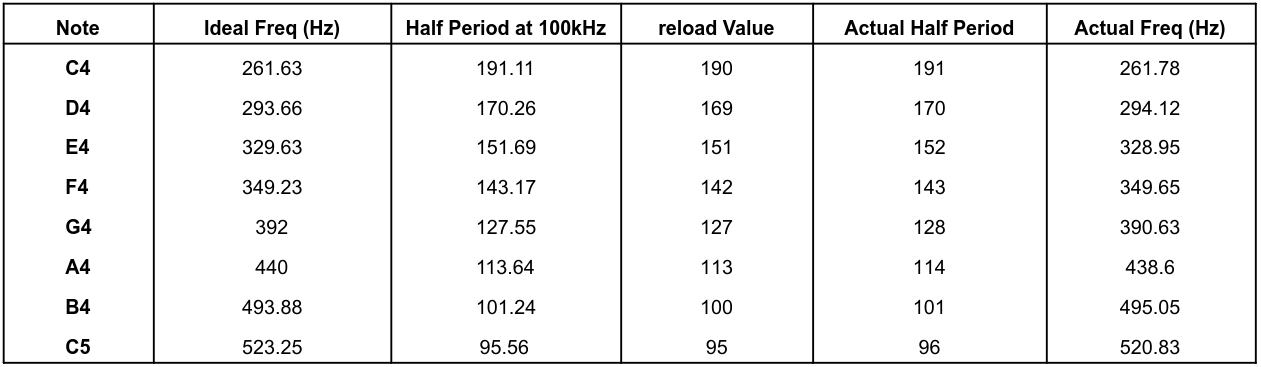 Note Ideal Freq (Hz) Half Period at 100kHz reload Value Actual Half Period Actual Freq (Hz)
C4 261.63 191.11 190 191 261.78
D4 293.66 170.26 169 170 294.12
E4 329.63 151.69 151 152 328.95
F4 349.23 143.17 142 143 349.65
G4 392 127.55 127 128 390.63
A4 440 113.64 113 114 438.6
B4 493.88 101.24 100 101 495.05
C5 523.25 95.56 95 96 520.83